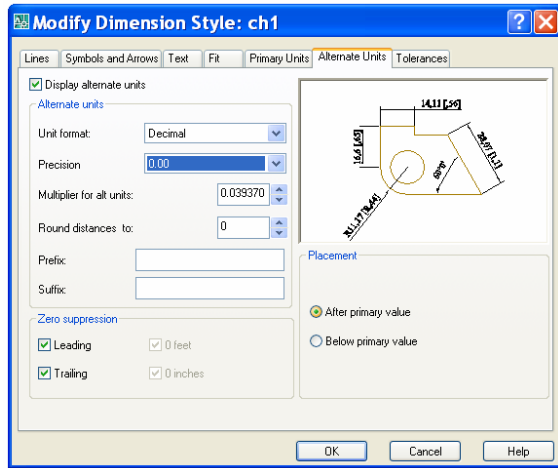 Modify Dimension Style: ch1
Lines Symbols and Arrows Text Fit Primary Units Alternate Units Tolerances
Display alternate units
Alternate units
Unit format: Decimal
Precision 0.00
Multiplier for alt units: 0.039370
Round distances to: 0
Prefix:
Suffix:
Zero suppression
Leading 0 feet
Trailing 0 inches
14,11 [,56]
16,6 [,65]
28,07 [1,1]
60°0'
R11,17 [R,44]
Placement
After primary value
Below primary value
OK Cancel Help